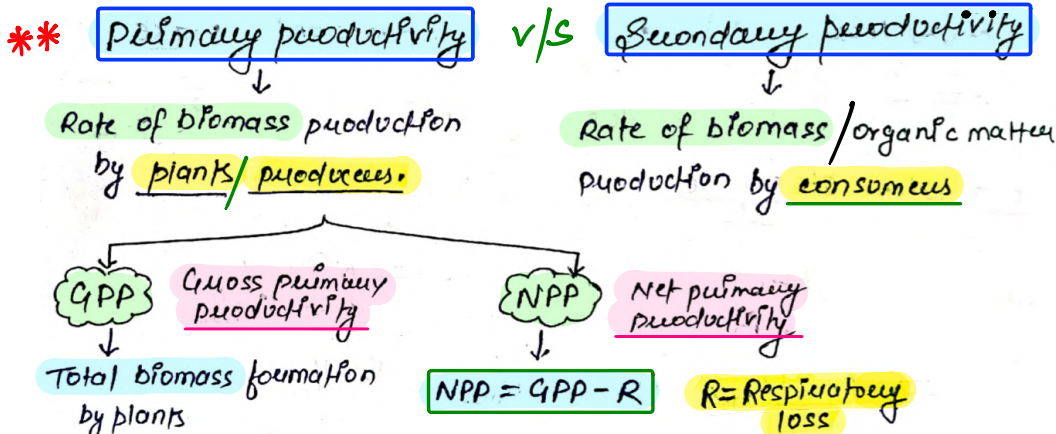 ** Primary productivity v/s Secondary productivity
Rate of biomass production
by plants/producers.
Rate of biomass/organic matter
production by consumers
GPP
Gross primary
productivity
NPP
Net primary
productivity
Total biomass formation
by plants
NPP = GPP - R
R = Respiratory
loss